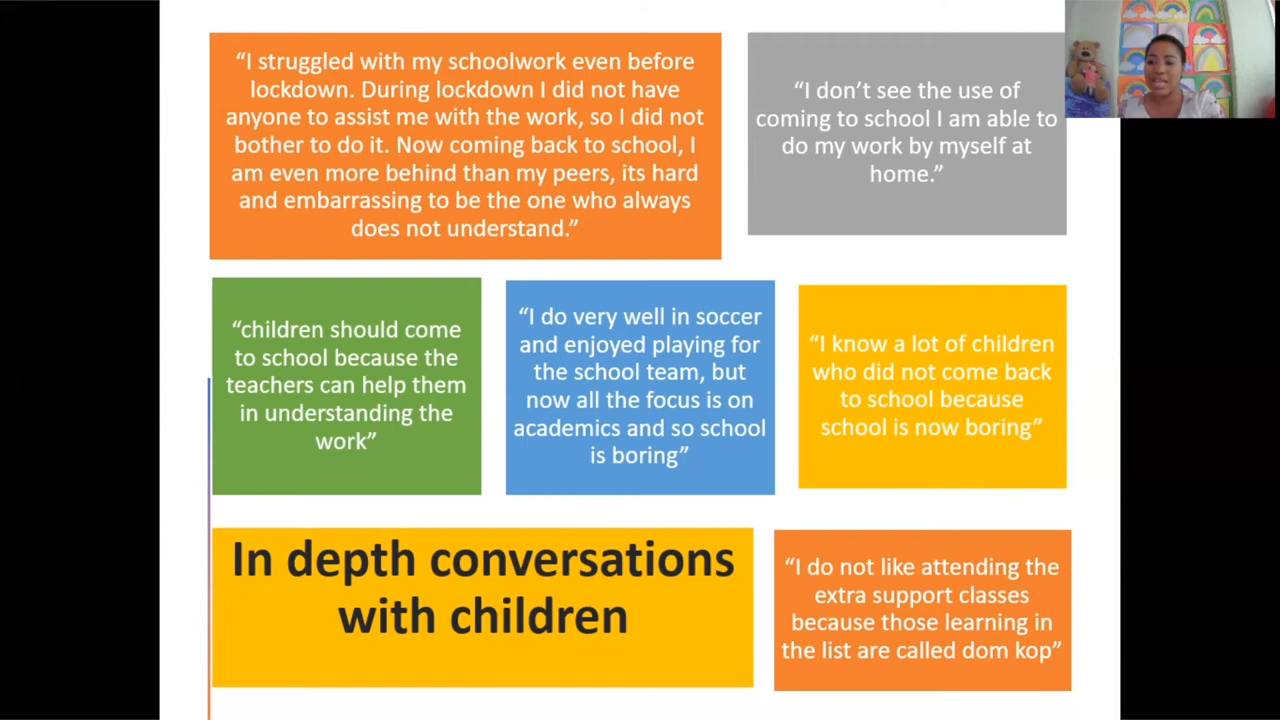 “I struggled with my schoolwork even before
lockdown. During lockdown I did not have
anyone to assist me with the work, so I did not
bother to do it. Now coming back to school, I
am even more behind than my peers, its hard
and embarrassing to be the one who always
does not understand.”
“I don’t see the use of
coming to school I am able to
do my work by myself at
home.”
“children should come
to school because the
teachers can help them
in understanding the
work”
“I do very well in soccer
and enjoyed playing for
the school team, but
now all the focus is on
academics and so school
is boring”
“I know a lot of children
who did not come back
to school because
school is now boring”
In depth conversations
with children
“I do not like attending the
extra support classes
because those learning in
the list are called dom kop”